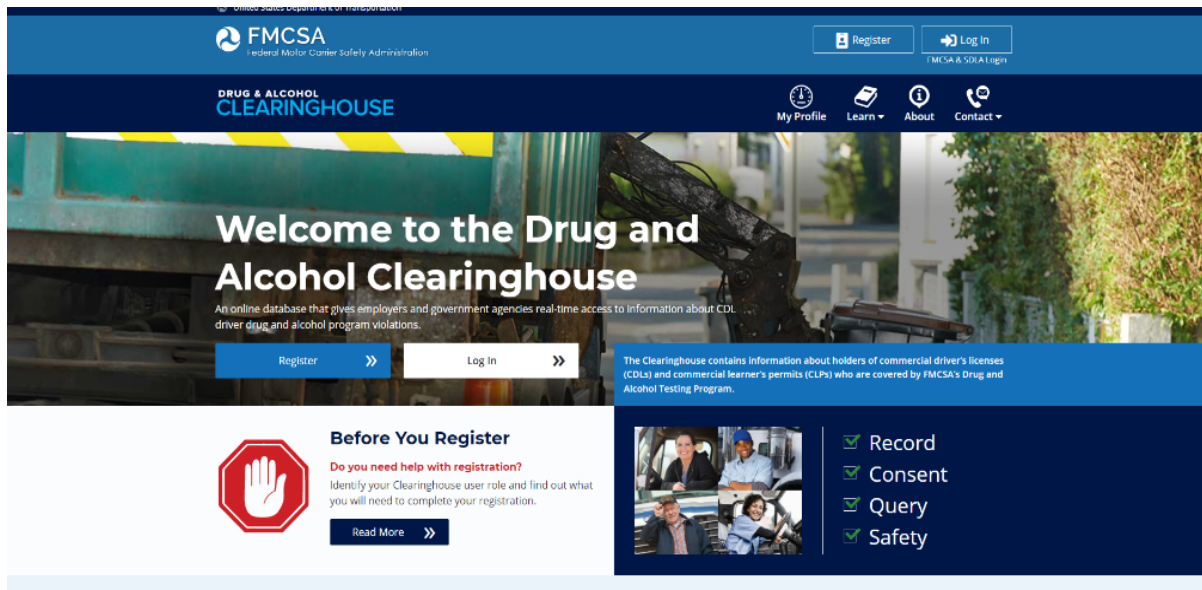 United States Department of Transportation
FMCSA
Federal Motor Carrier Safety Administration
Register
Log In
FMCSA & SDLA Login
DRUG & ALCOHOL
CLEARINGHOUSE
My Profile
Learn
About
Contact
Welcome to the Drug and
Alcohol Clearinghouse
An online database that gives employers and government agencies real-time access to information about CDL
driver drug and alcohol program violations.
Register
Log In
The Clearinghouse contains information about holders of commercial driver's licenses
(CDLs) and commercial learner's permits (CLPs) who are covered by FMCSA's Drug and
Alcohol Testing Program.
Before You Register
Do you need help with registration?
Identify your Clearinghouse user role and find out what
you will need to complete your registration.
Read More
Record
Consent
Query
Safety